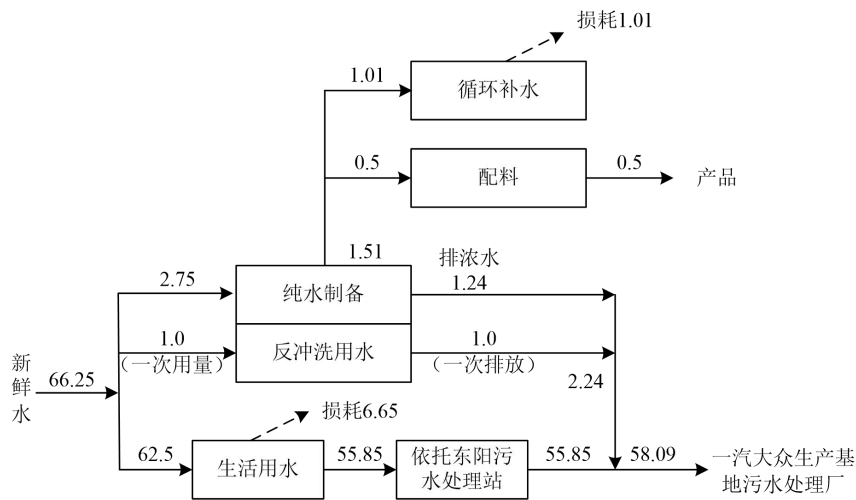 损耗1.01
1.01
循环补水
0.5
配料
0.5
产品
1.51
排浓水
2.75
纯水制备
1.24
1.0
反冲洗用水
1.0
（一次用量）
（一次排放）
新
鲜
水
66.25
2.24
损耗6.65
62.5
生活用水
55.85
依托东阳污
水处理站
55.85
58.09
一汽大众生产基
地污水处理厂